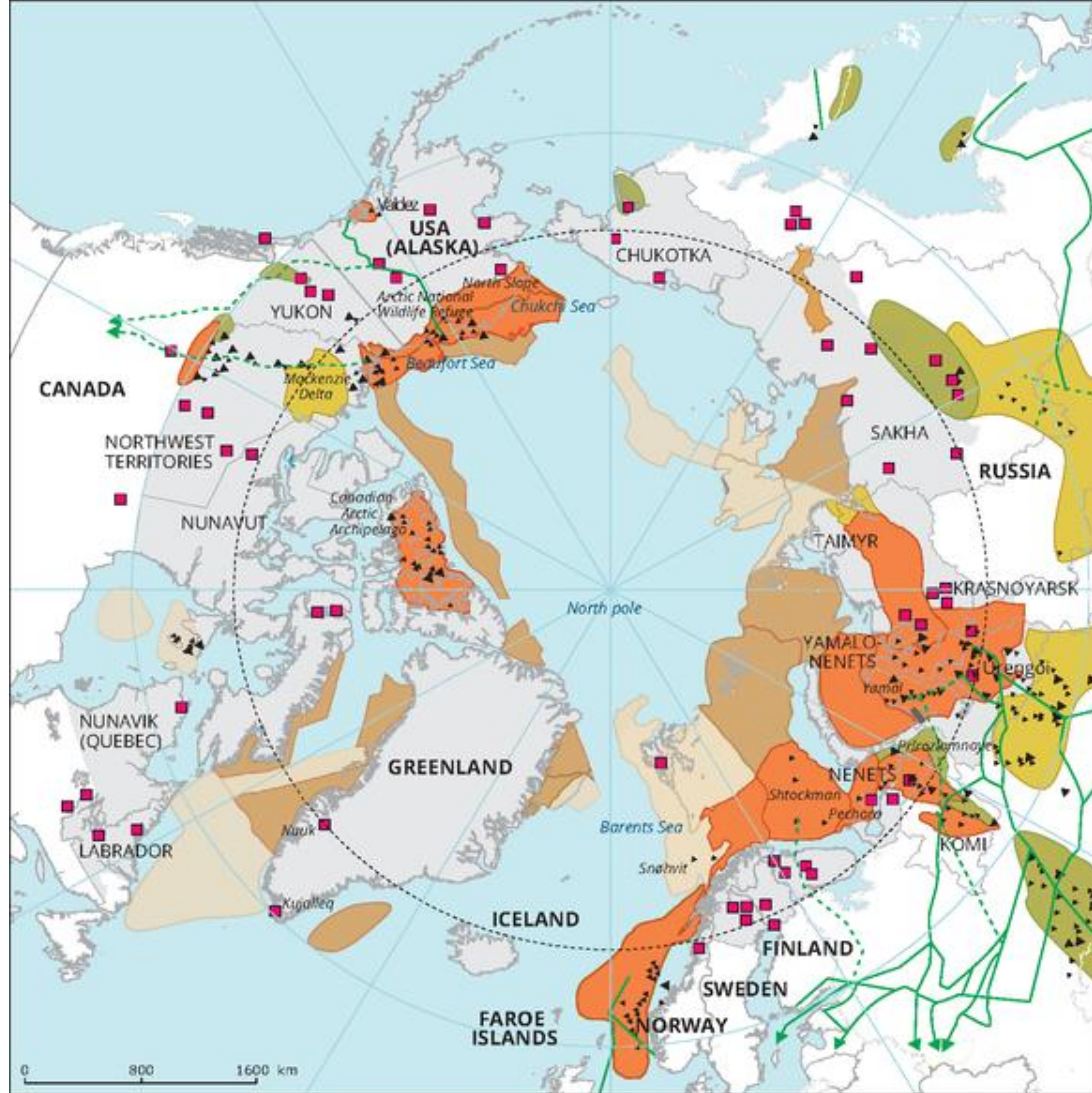 Valdez
USA
(ALASKA)
CHUKOTKA
North Slope
Arctic National
Wildlife Refuge
Chukchi Sea
YUKON
Beaufort Sea
CANADA
Mackenzie
Delta
NORTHWEST
TERRITORIES
SAKHA
RUSSIA
Canadian
Arctic
Archipelago
NUNAVUT
TAIMYR
KRASNOYARSK
North pole
YAMALO-
NENETS
Urengoi
Yamal
NUNAVIK
(QUEBEC)
GREENLAND
NENETS
Shtockman
Pechora
Barents Sea
Nuuk
LABRADOR
KOMI
Snøhvit
Kujalleq
ICELAND
FINLAND
SWEDEN
FAROE
ISLANDS
NORWAY
0 800 1600 km